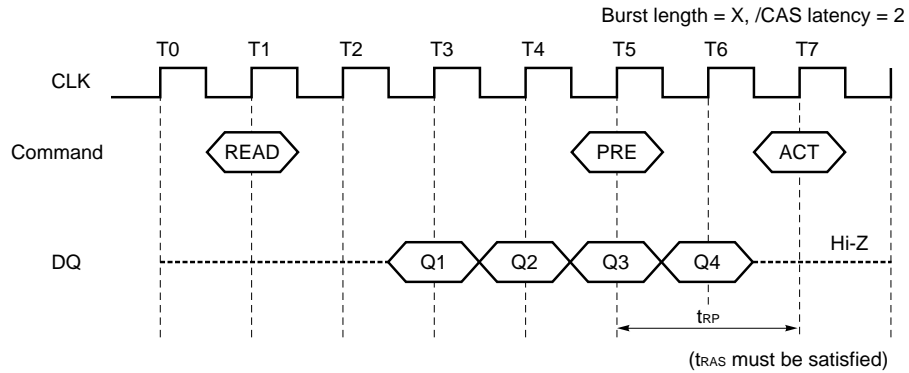 Burst length = X, /CAS latency = 2
T0 T1 T2 T3 T4 T5 T6 T7
CLK
Command READ PRE ACT
DQ Q1 Q2 Q3 Q4 Hi-Z
tRP
(tRAS must be satisfied)